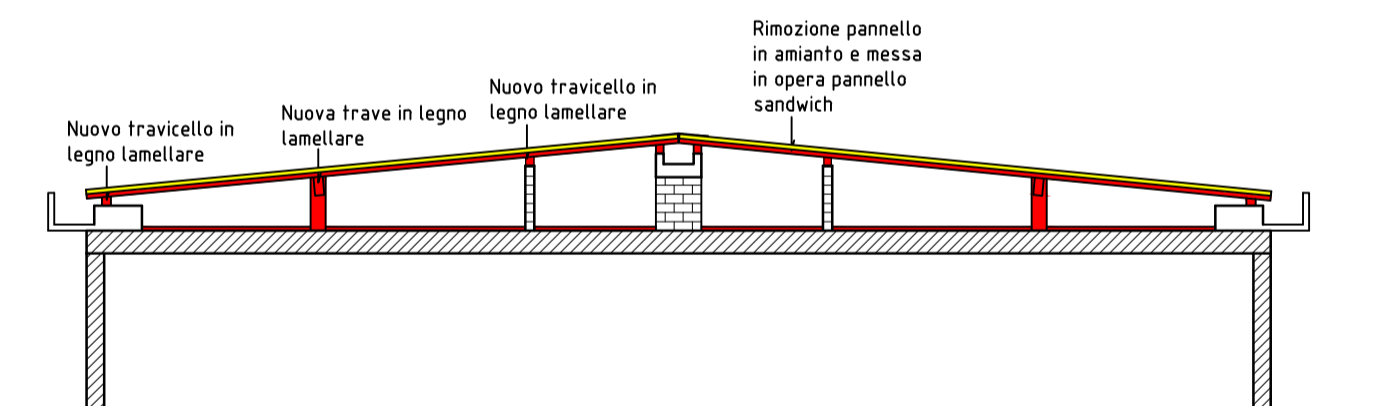 Nuovo travicello in
legno lamellare
Nuova trave in legno
lamellare
Nuovo travicello in
legno lamellare
Rimozione pannello
in amianto e messa
in opera pannello
sandwich